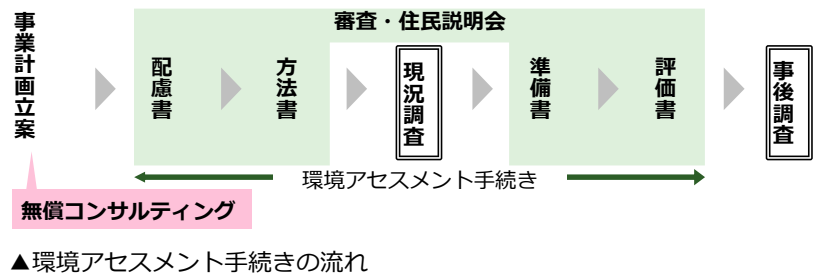 審査・住民説明会
事業計画立案
配慮書
方法書
現況調査
準備書
評価書
事後調査
環境アセスメント手続き
無償コンサルティング
▲環境アセスメント手続きの流れ